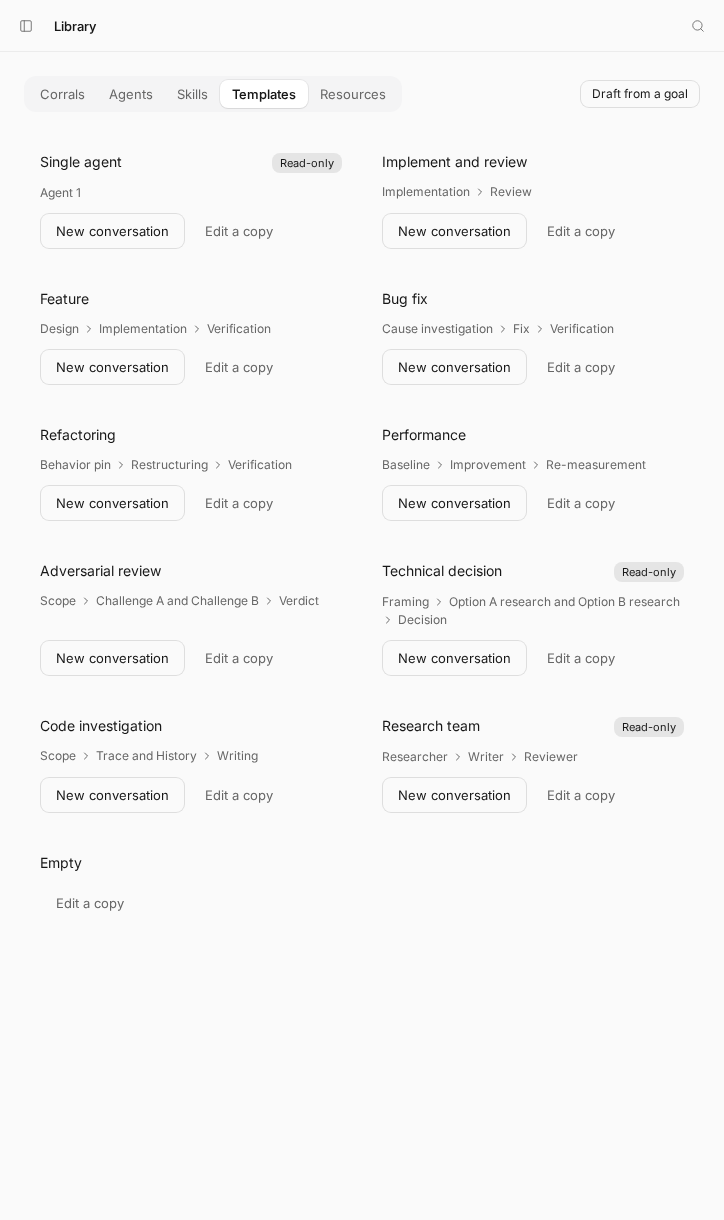 Library
Corrals Agents Skills Templates Resources
Draft from a goal
Single agent
Read-only
Agent 1
New conversation Edit a copy
Implement and review
Implementation > Review
New conversation Edit a copy
Feature
Design > Implementation > Verification
New conversation Edit a copy
Bug fix
Cause investigation > Fix > Verification
New conversation Edit a copy
Refactoring
Behavior pin > Restructuring > Verification
New conversation Edit a copy
Performance
Baseline > Improvement > Re-measurement
New conversation Edit a copy
Adversarial review
Scope > Challenge A and Challenge B > Verdict
New conversation Edit a copy
Technical decision
Read-only
Framing > Option A research and Option B research
> Decision
New conversation Edit a copy
Code investigation
Scope > Trace and History > Writing
New conversation Edit a copy
Research team
Read-only
Researcher > Writer > Reviewer
New conversation Edit a copy
Empty
Edit a copy